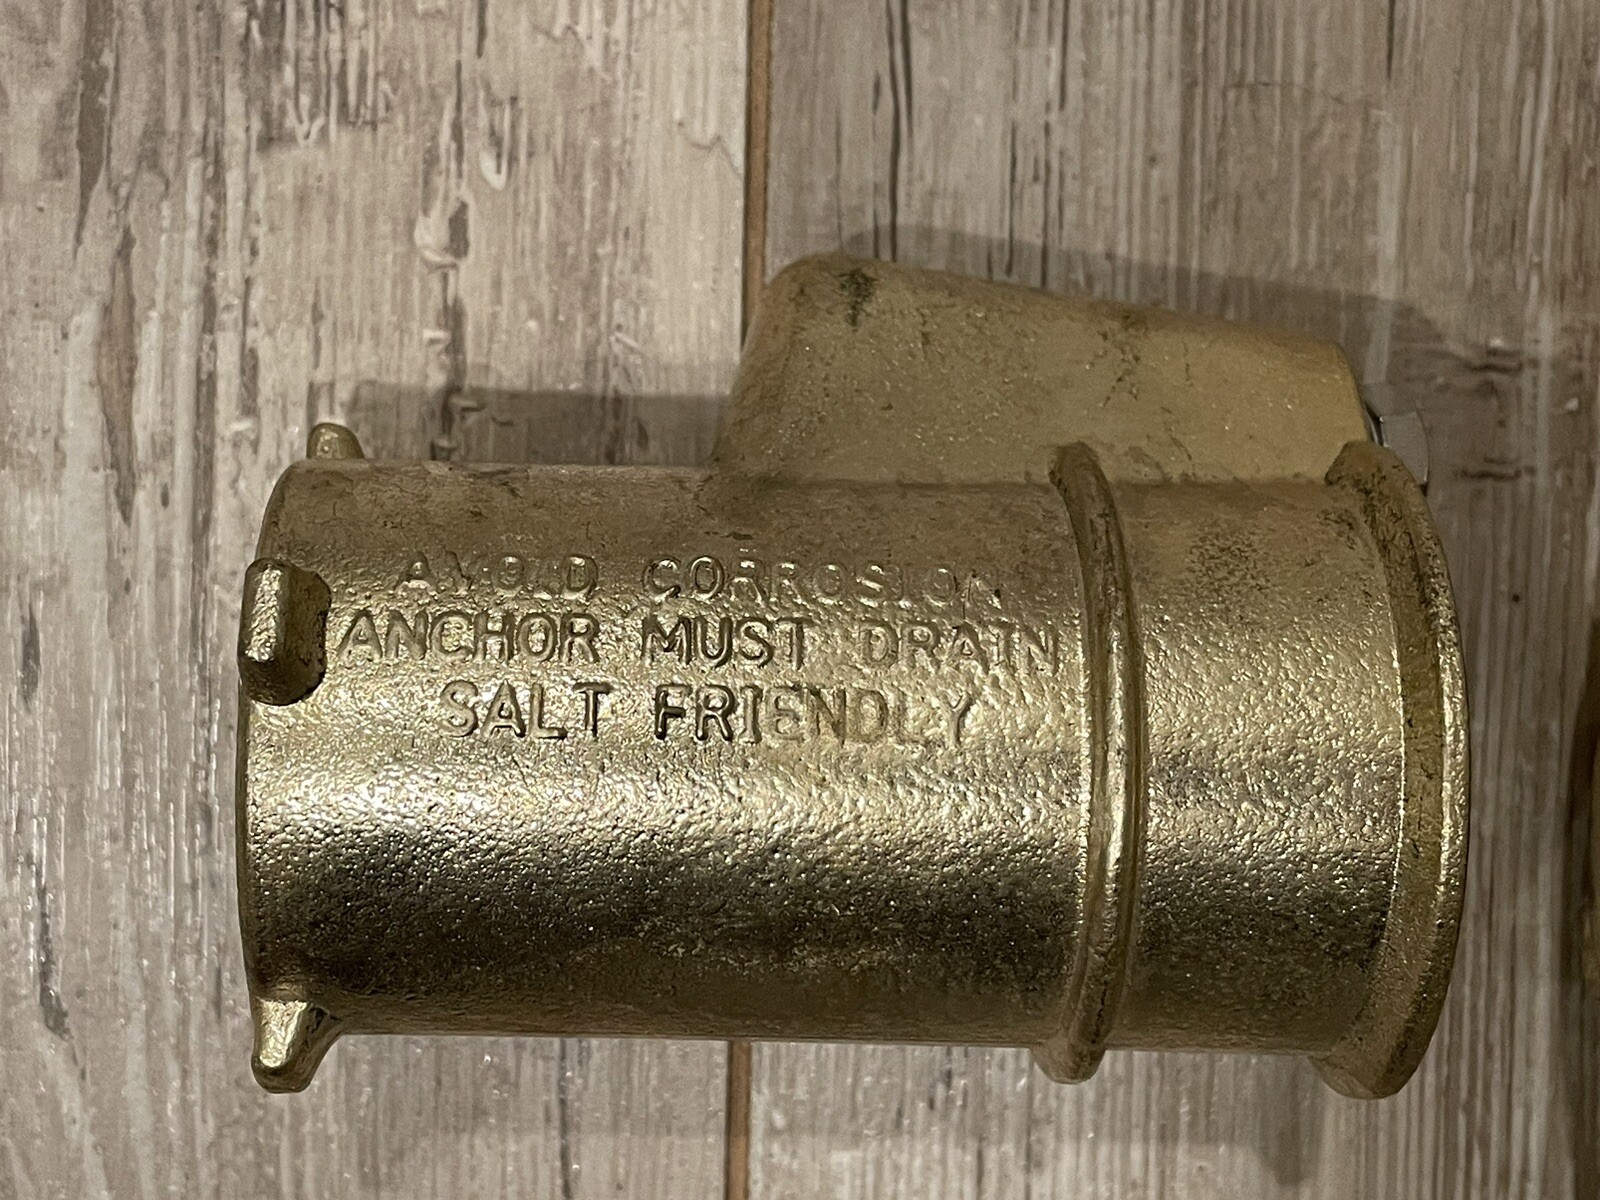 AVOID CORROSION
ANCHOR MUST DRAIN
SALT FRIENDLY